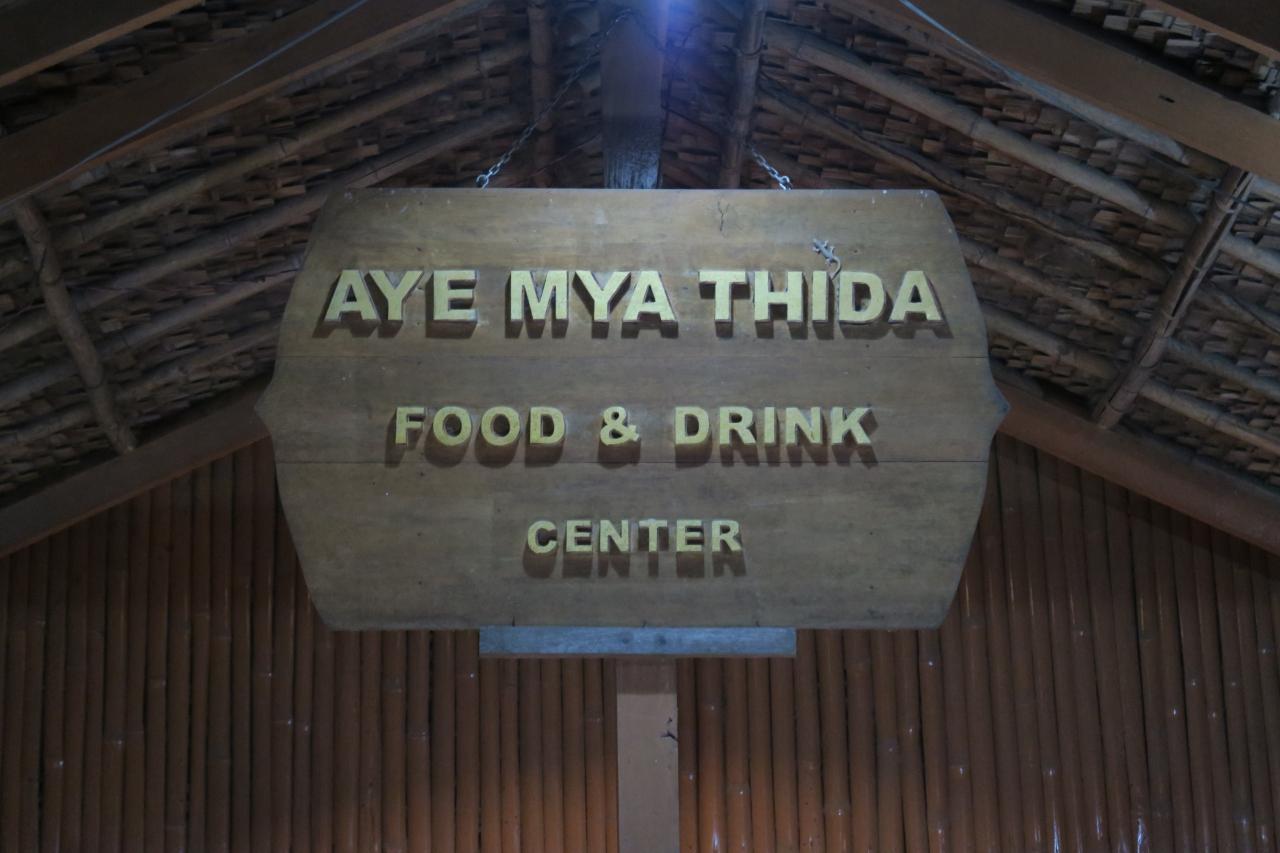 AYE MYA THIDA
FOOD & DRINK
CENTER